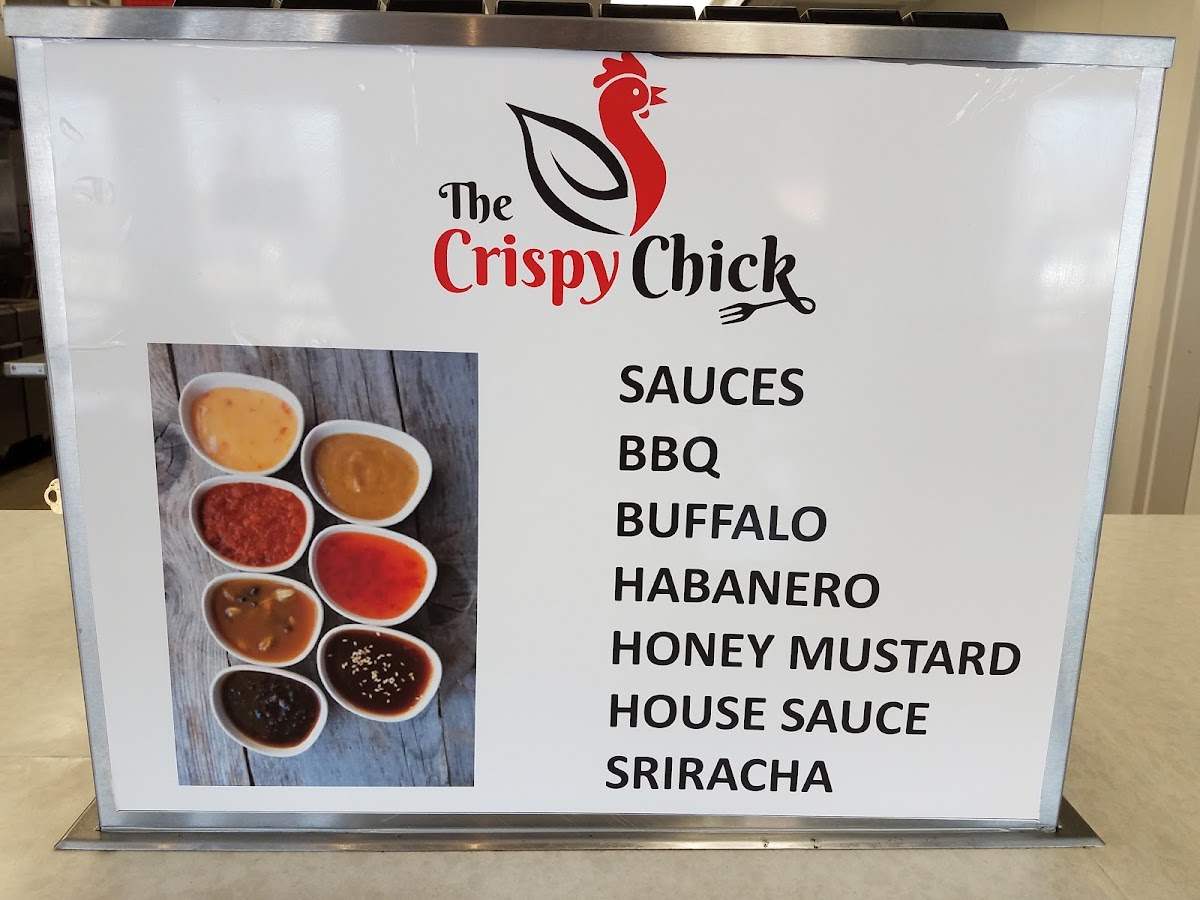 The
Crispy Chick
SAUCES
BBQ
BUFFALO
HABANERO
HONEY MUSTARD
HOUSE SAUCE
SRIRACHA